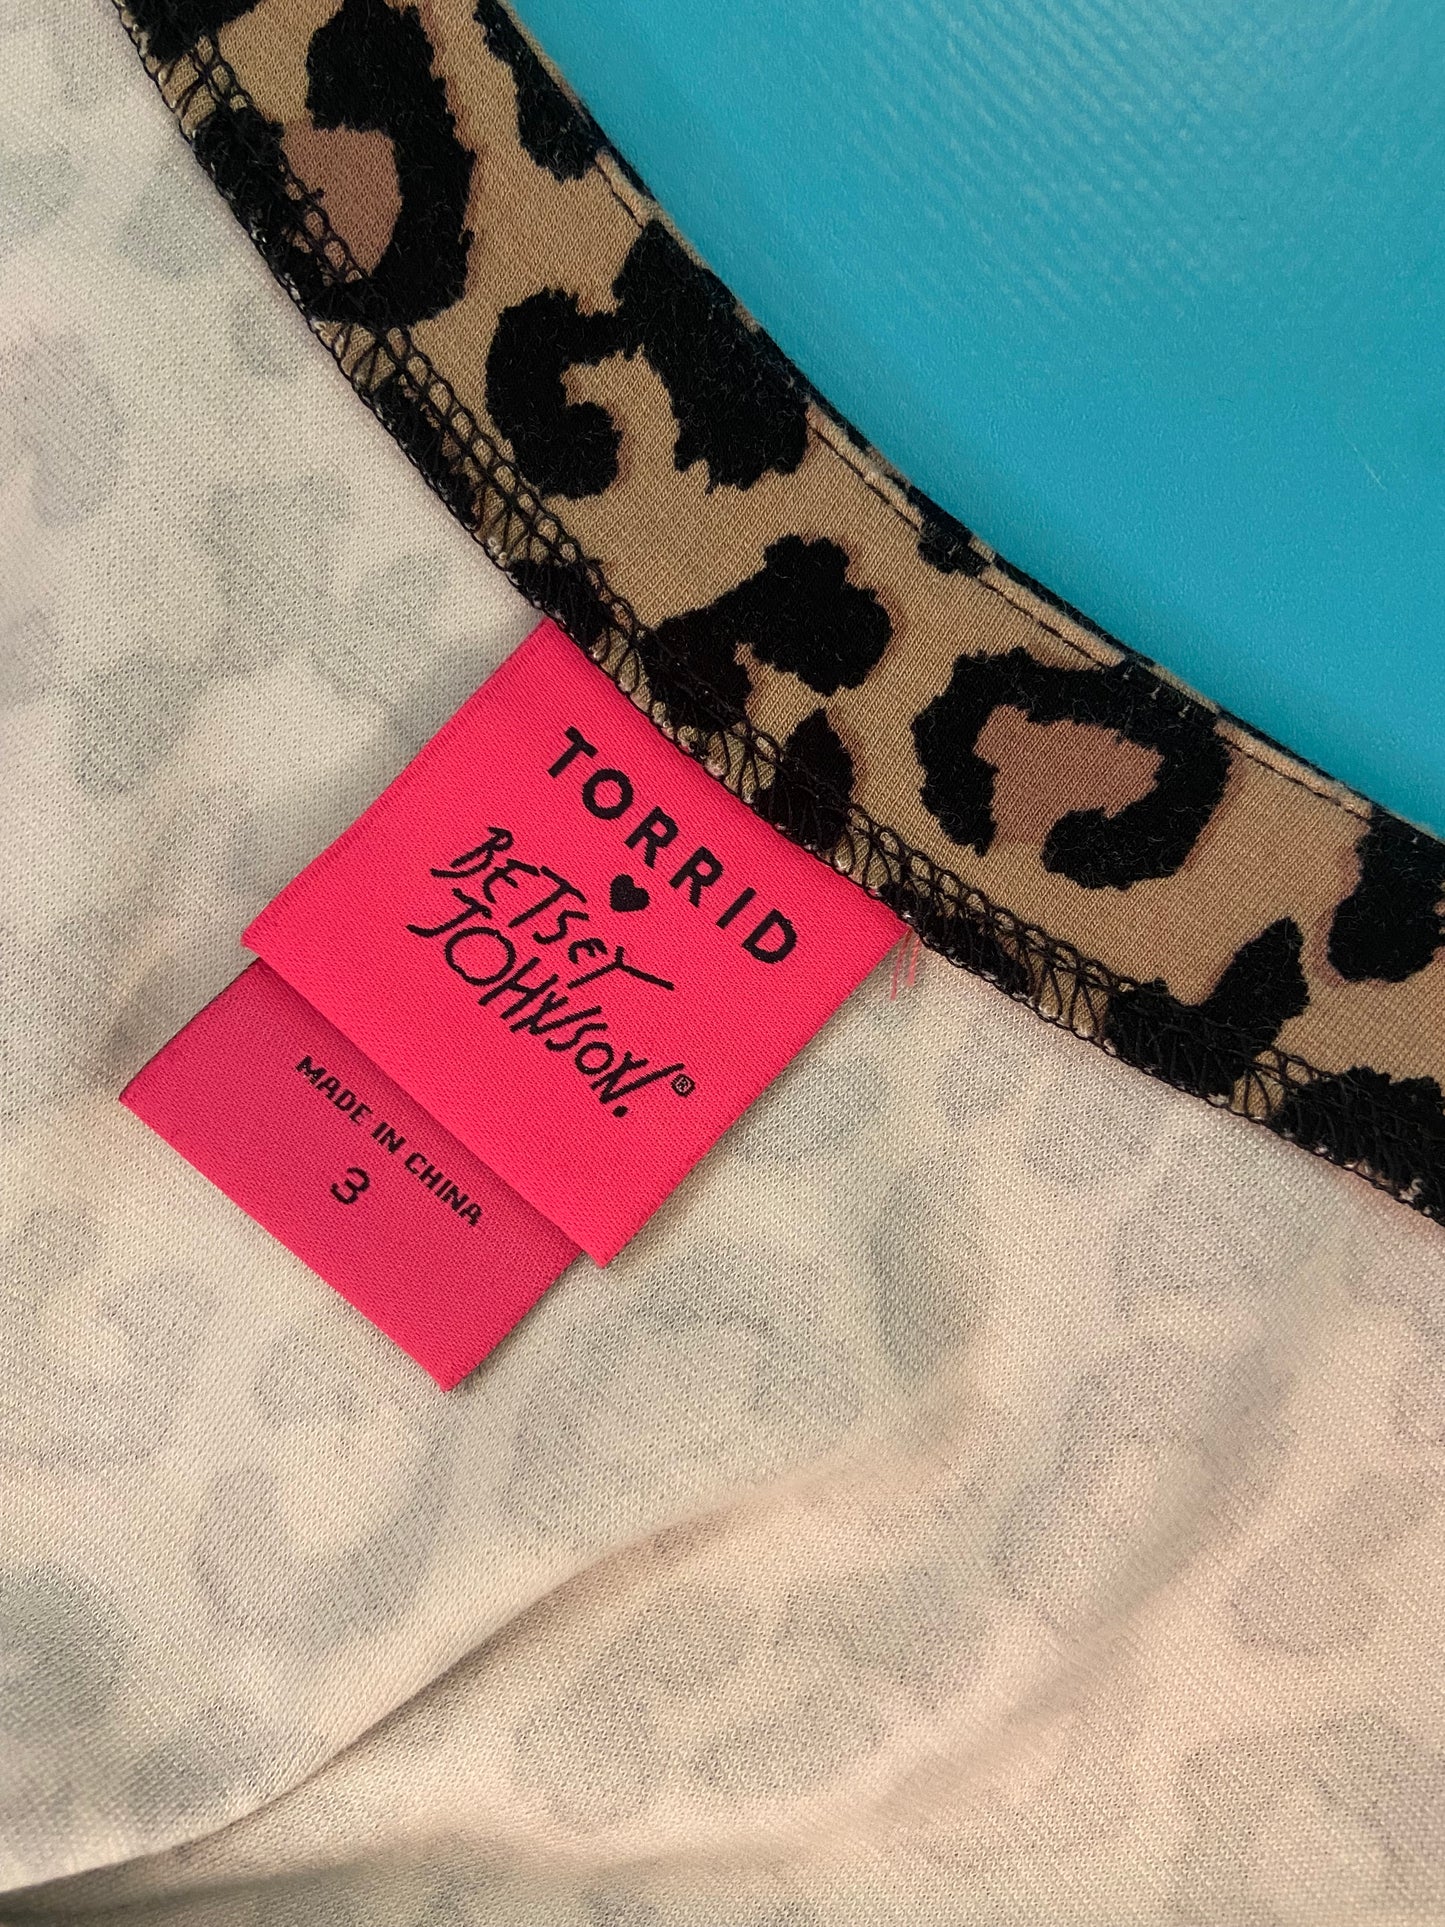 TORRID
♥
BETSEY
JOHNSON.®
MADE IN CHINA
3